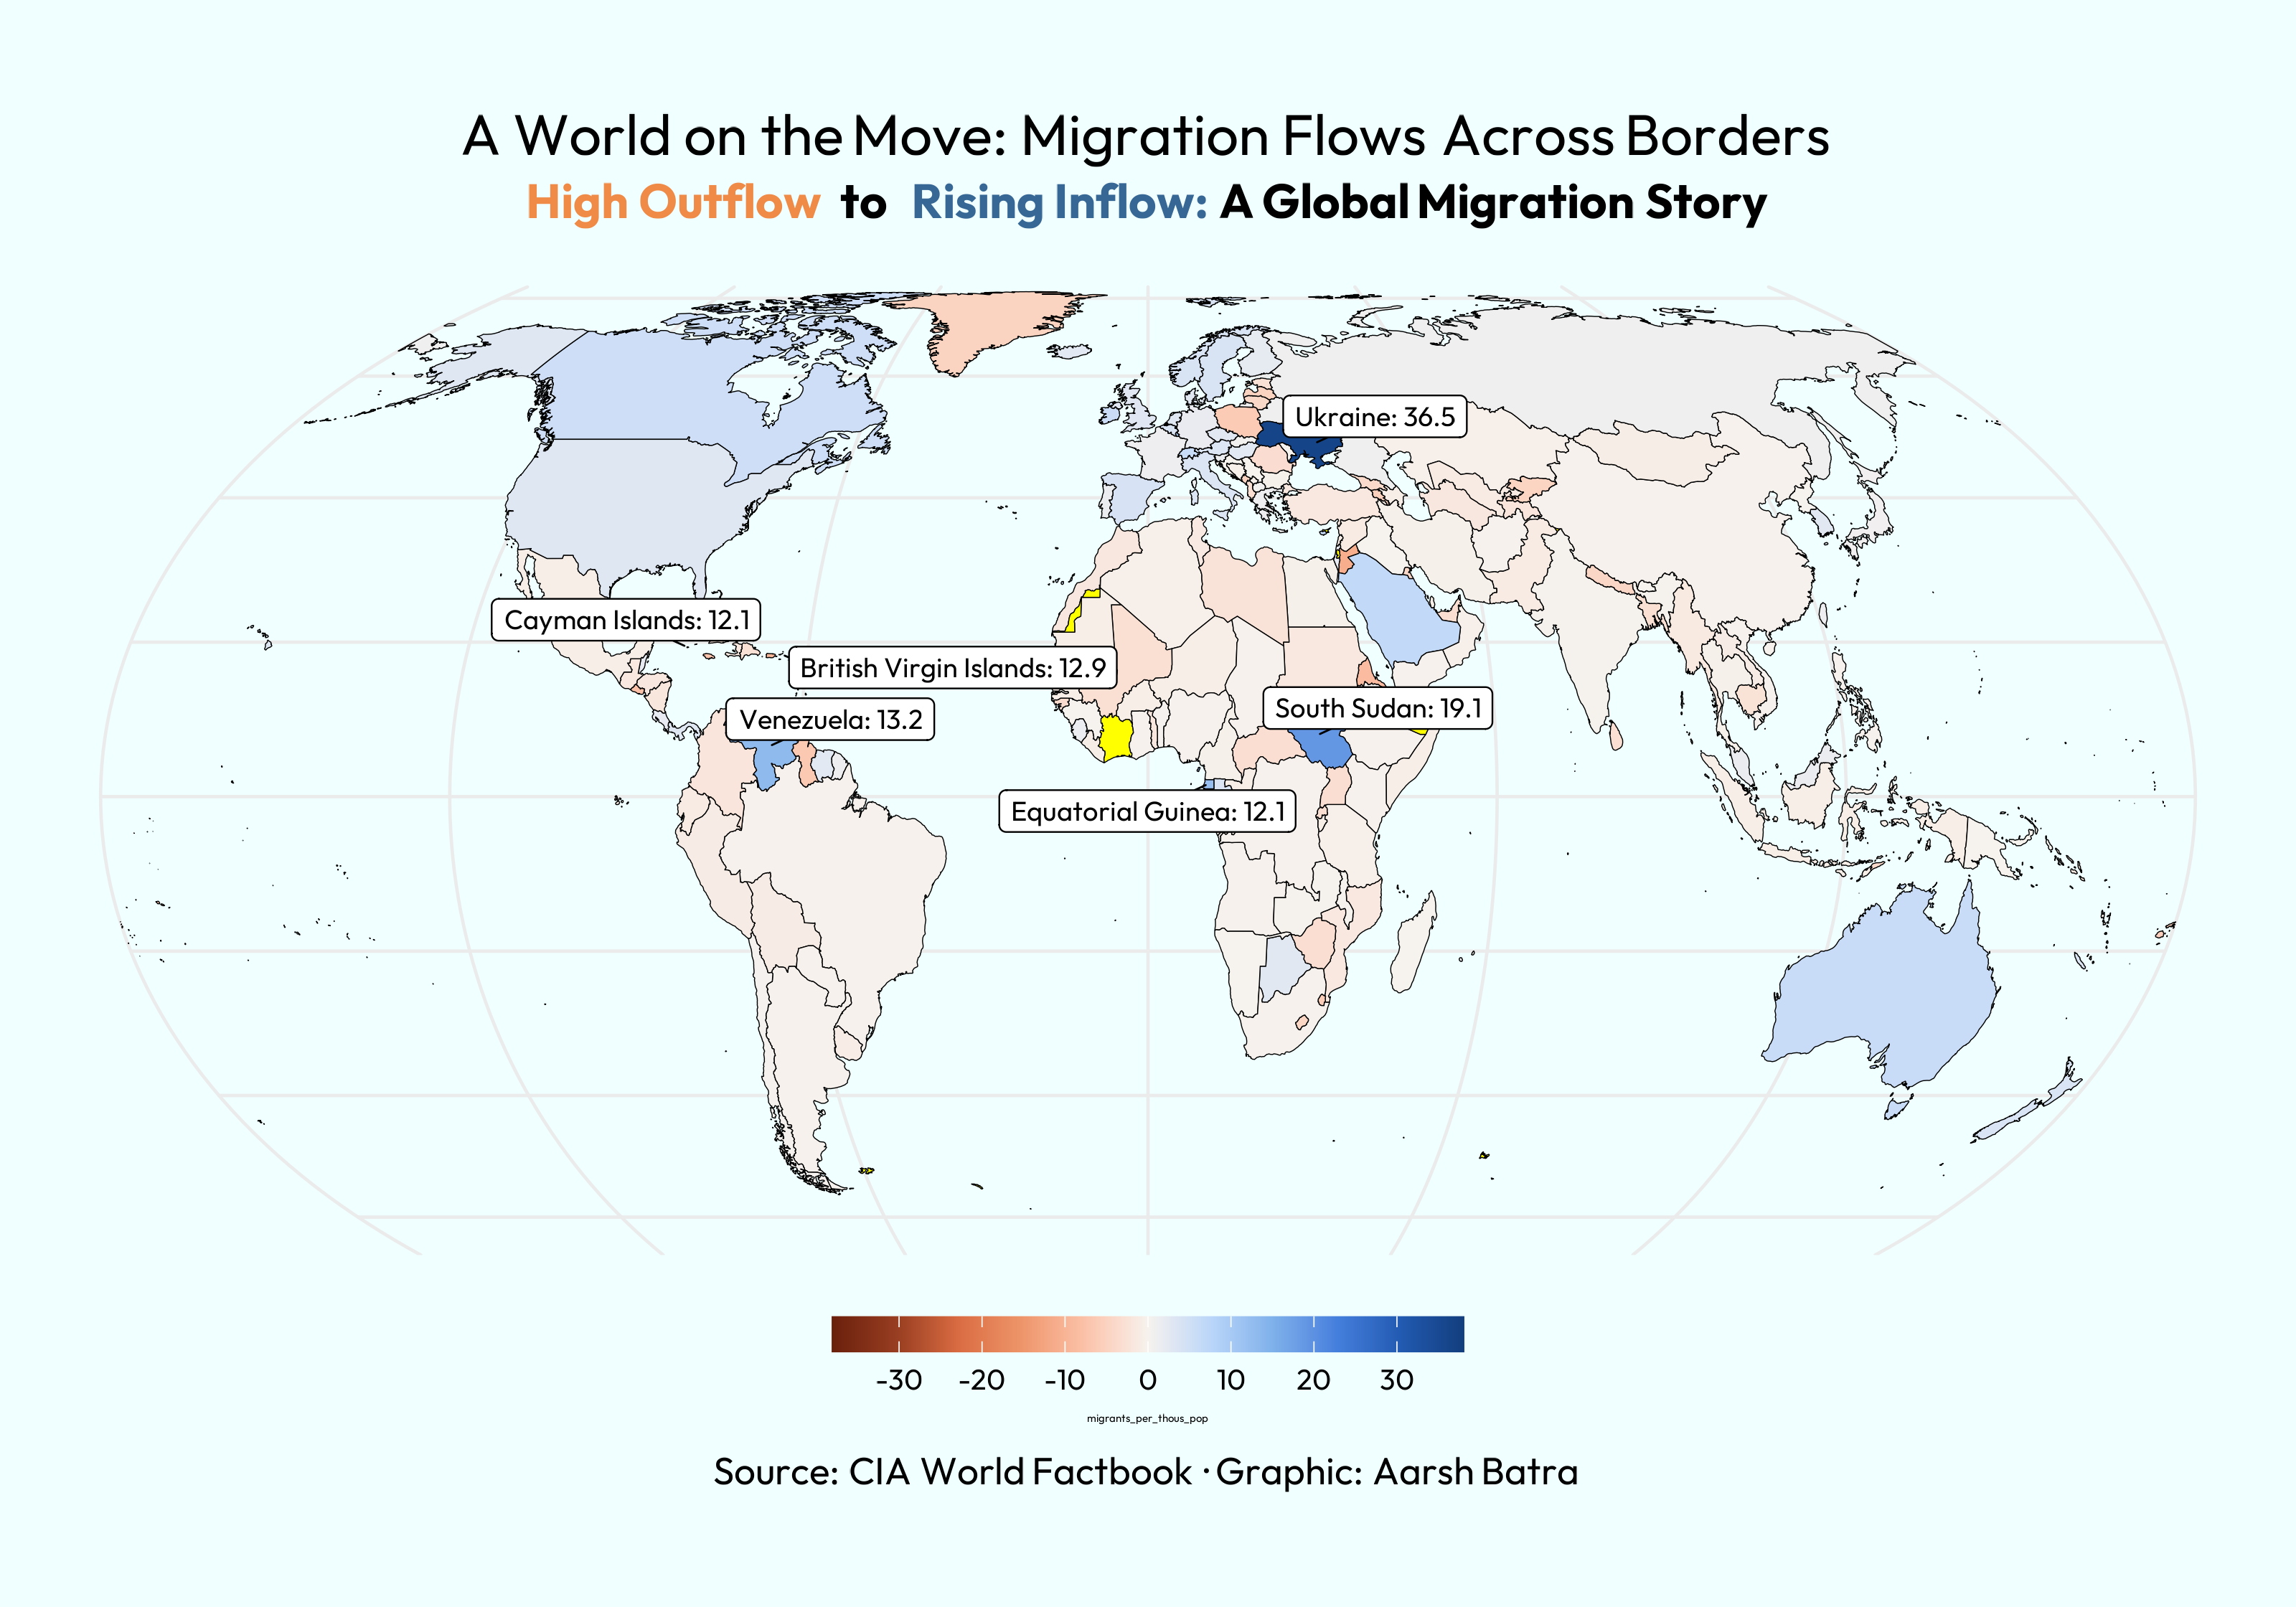 A World on the Move: Migration Flows Across Borders
High Outflow to Rising Inflow: A Global Migration Story
Ukraine: 36.5
Cayman Islands: 12.1
British Virgin Islands: 12.9
South Sudan: 19.1
Venezuela: 13.2
Equatorial Guinea: 12.1
-30 -20 -10 0 10 20 30
migrants_per_thous_pop
Source: CIA World Factbook · Graphic: Aarsh Batra